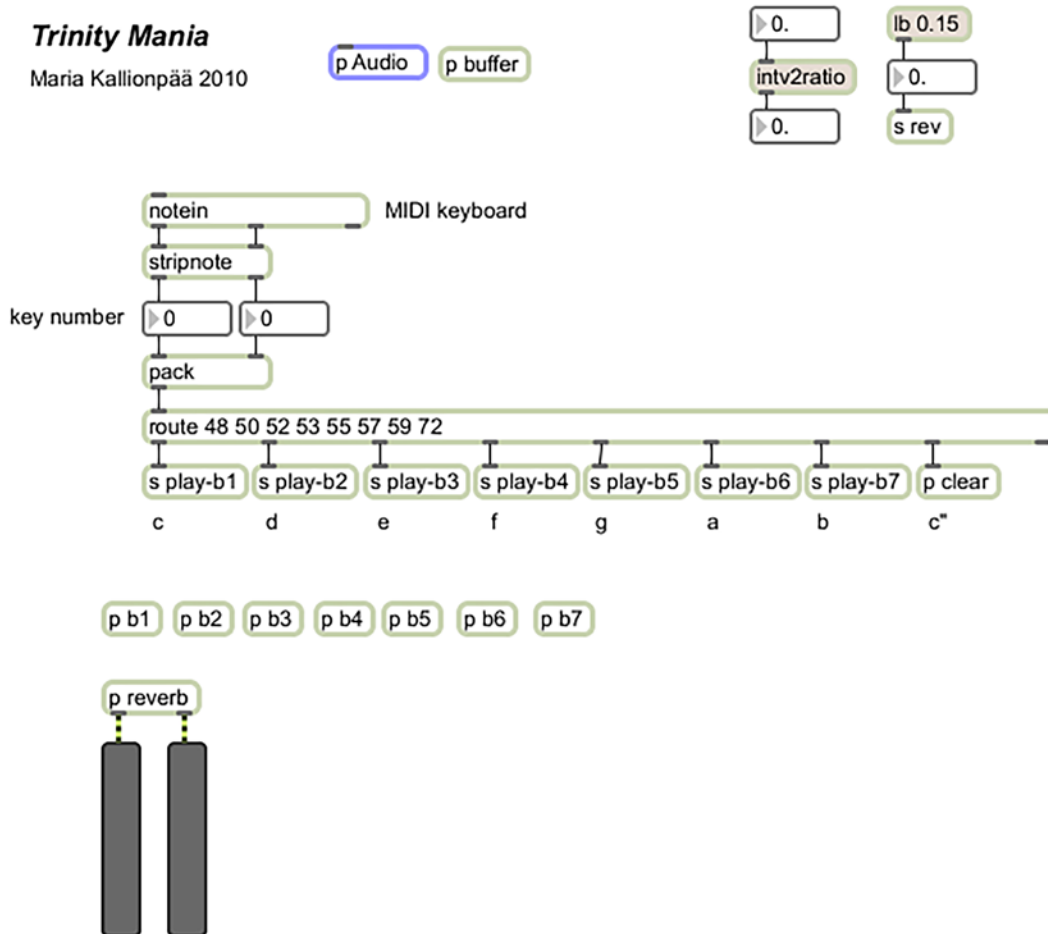 Trinity Mania
Maria Kallionpää 2010
p Audio
p buffer
0.
intv2ratio
0.
lb 0.15
0.
s rev
notein
MIDI keyboard
stripnote
key number
0
0
pack
route 48 50 52 53 55 57 59 72
s play-b1
s play-b2
s play-b3
s play-b4
s play-b5
s play-b6
s play-b7
p clear
c
d
e
f
g
a
b
c"
p b1
p b2
p b3
p b4
p b5
p b6
p b7
p reverb